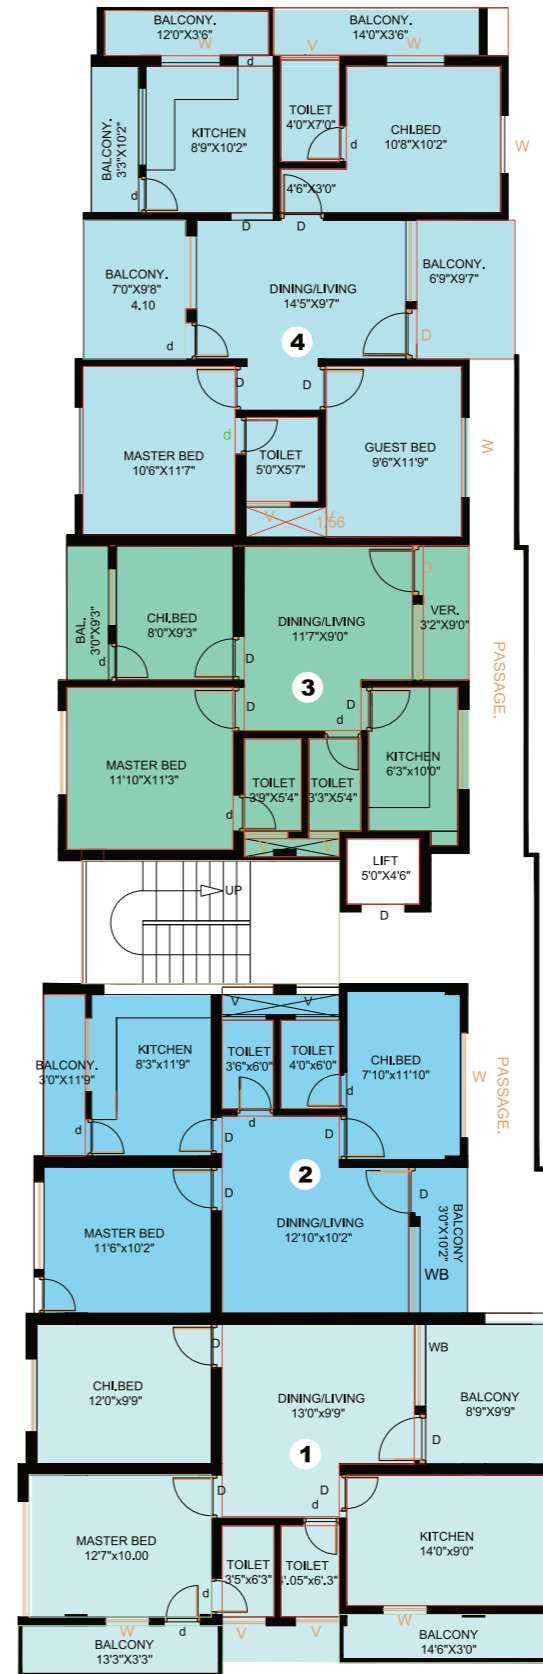 BALCONY.
12'0"X3'6"
W
BALCONY.
14'0"X3'6"
V
W
d
BALCONY.
3'3"X10'2"
KITCHEN
8'9"X10'2"
TOILET
4'0"X7'0"
CHI.BED
10'8"X10'2"
W
d
d
4'6"X3'0"
D
D
BALCONY.
7'0"X9'8"
4.10
d
DINING/LIVING
14'5"X9'7"
4
BALCONY.
6'9"X9'7"
D
D
D
MASTER BED
10'6"X11'7"
d
TOILET
5'0"X5'7"
GUEST BED
9'6"X11'9"
W
V
V
1.56
BAL.
3'0"X9'3"
d
CHI.BED
8'0"X9'3"
D
DINING/LIVING
11'7"X9'0"
3
D
VER.
3'2"X9'0"
PASSAGE.
D
D
d
MASTER BED
11'10"X11'3"
d
TOILET
3'9"X5'4"
TOILET
3'3"X5'4"
KITCHEN
6'3"x10'0"
V
V
LIFT
5'0"X4'6"
D
UP
V
V
BALCONY.
3'0"X11'9"
d
KITCHEN
8'3"x11'9"
TOILET
3'6"x6'0"
TOILET
4'0"x6'0"
CHI.BED
7'10"x11'10"
W
PASSAGE.
d
d
D
D
2
D
MASTER BED
11'6"x10'2"
DINING/LIVING
12'10"x10'2"
D
BALCONY
3'0"X10'2"
WB
CHI.BED
12'0"x9'9"
D
DINING/LIVING
13'0"x9'9"
1
WB
BALCONY
8'9"X9'9"
D
D
D
d
MASTER BED
12'7"x10.00
TOILET
3'5"x6'3"
TOILET
.05"x6'.3"
KITCHEN
14'0"x9'0"
d
W
d
V
V
W
BALCONY
13'3"X3'3"
BALCONY
14'6"X3'0"